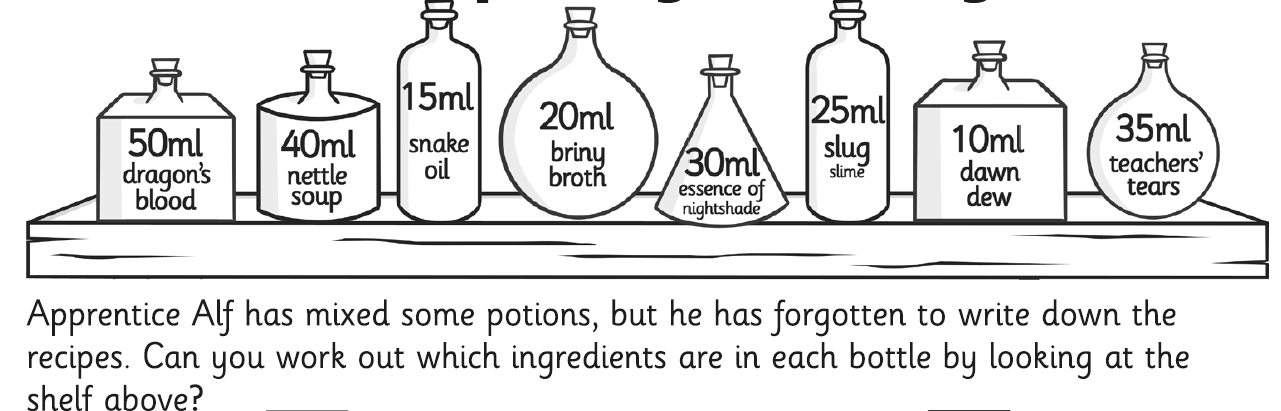 50ml
dragon's
blood
40ml
nettle
soup
15ml
snake
oil
20ml
briny
broth
30ml
essence of
nightshade
25ml
slug
slime
10ml
dawn
dew
35ml
teachers'
tears
Apprentice Alf has mixed some potions, but he has forgotten to write down the
recipes. Can you work out which ingredients are in each bottle by looking at the
shelf above?